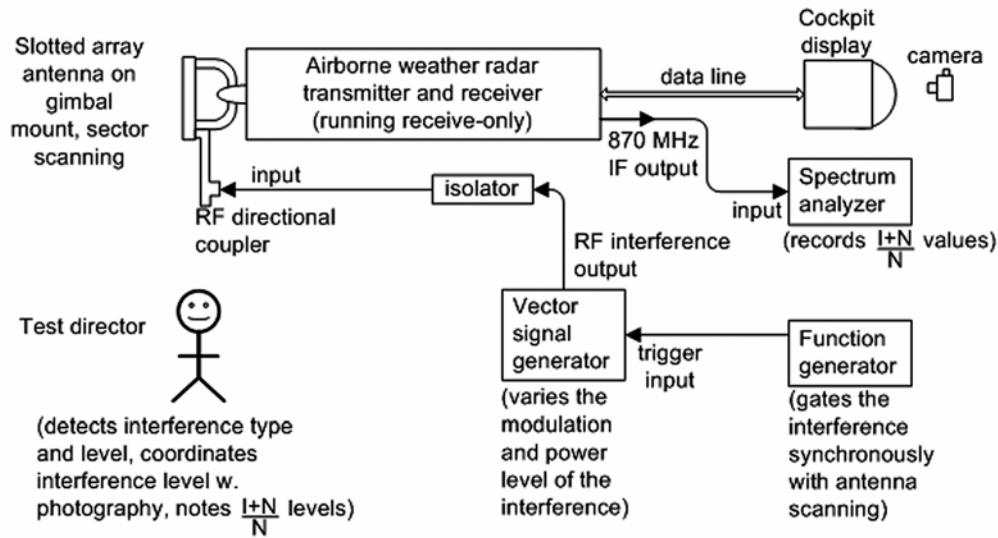 Slotted array
antenna on
gimbal
mount, sector
scanning
Airborne weather radar
transmitter and receiver
(running receive-only)
data line
Cockpit
display
camera
870 MHz
IF output
input
Spectrum
analyzer
(records I+N/N values)
input
RF directional
coupler
isolator
RF interference
output
Test director
(detects interference type
and level, coordinates
interference level w.
photography, notes I+N/N levels)
Vector
signal
generator
(varies the
modulation
and power
level of the
interference)
trigger
input
Function
generator
(gates the
interference
synchronously
with antenna
scanning)